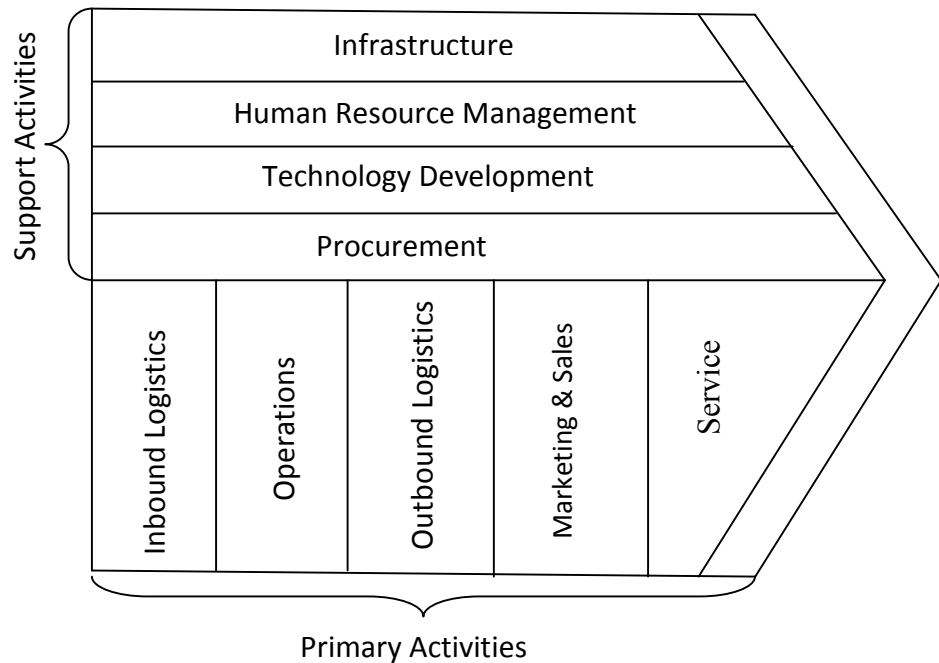 Support Activities
Infrastructure
Human Resource Management
Technology Development
Procurement
Inbound Logistics
Operations
Outbound Logistics
Marketing & Sales
Service
Primary Activities